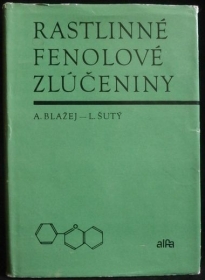 RASTLINNÉ
FENOLOVÉ
ZLÚČENINY
A. BLAŽEJ — L. ŠUTÝ
alfa